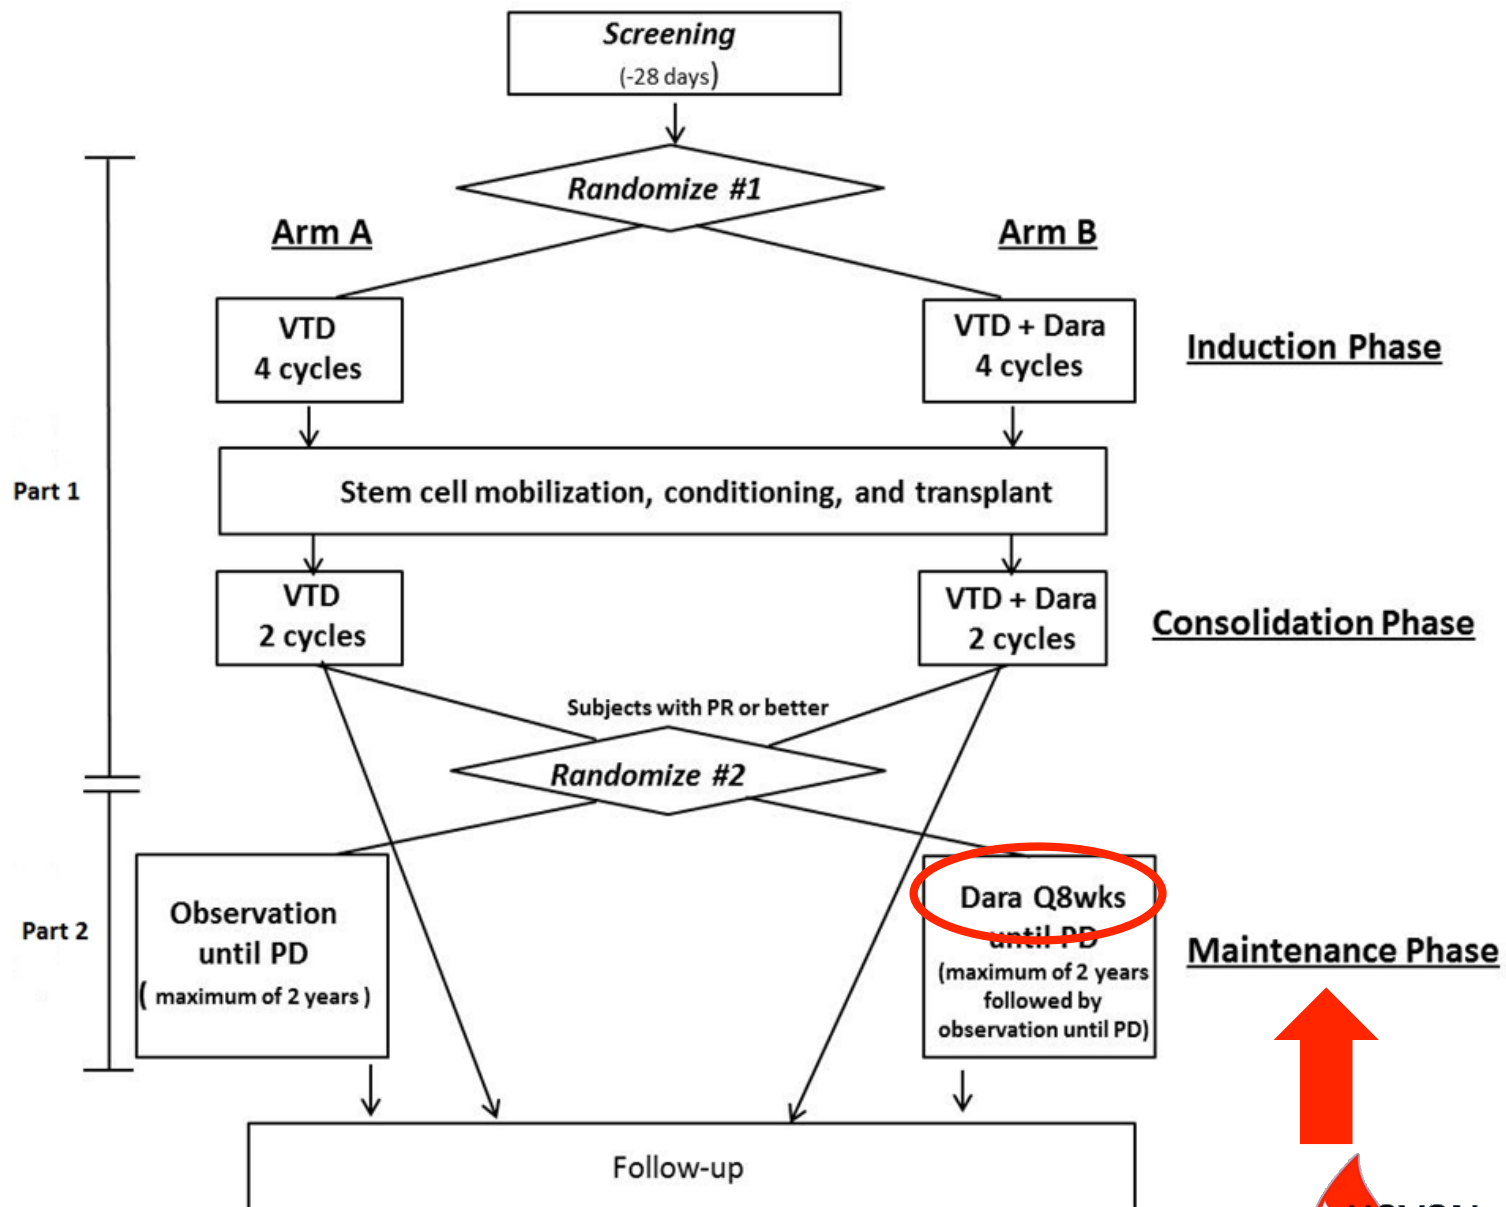 Screening
(-28 days)
Randomize #1
Arm A
Arm B
VTD
4 cycles
VTD + Dara
4 cycles
Induction Phase
Part 1
Stem cell mobilization, conditioning, and transplant
VTD
2 cycles
VTD + Dara
2 cycles
Consolidation Phase
Subjects with PR or better
Randomize #2
Part 2
Observation
until PD
( maximum of 2 years )
Dara Q8wks
until PD
(maximum of 2 years
followed by
observation until PD)
Maintenance Phase
Follow-up